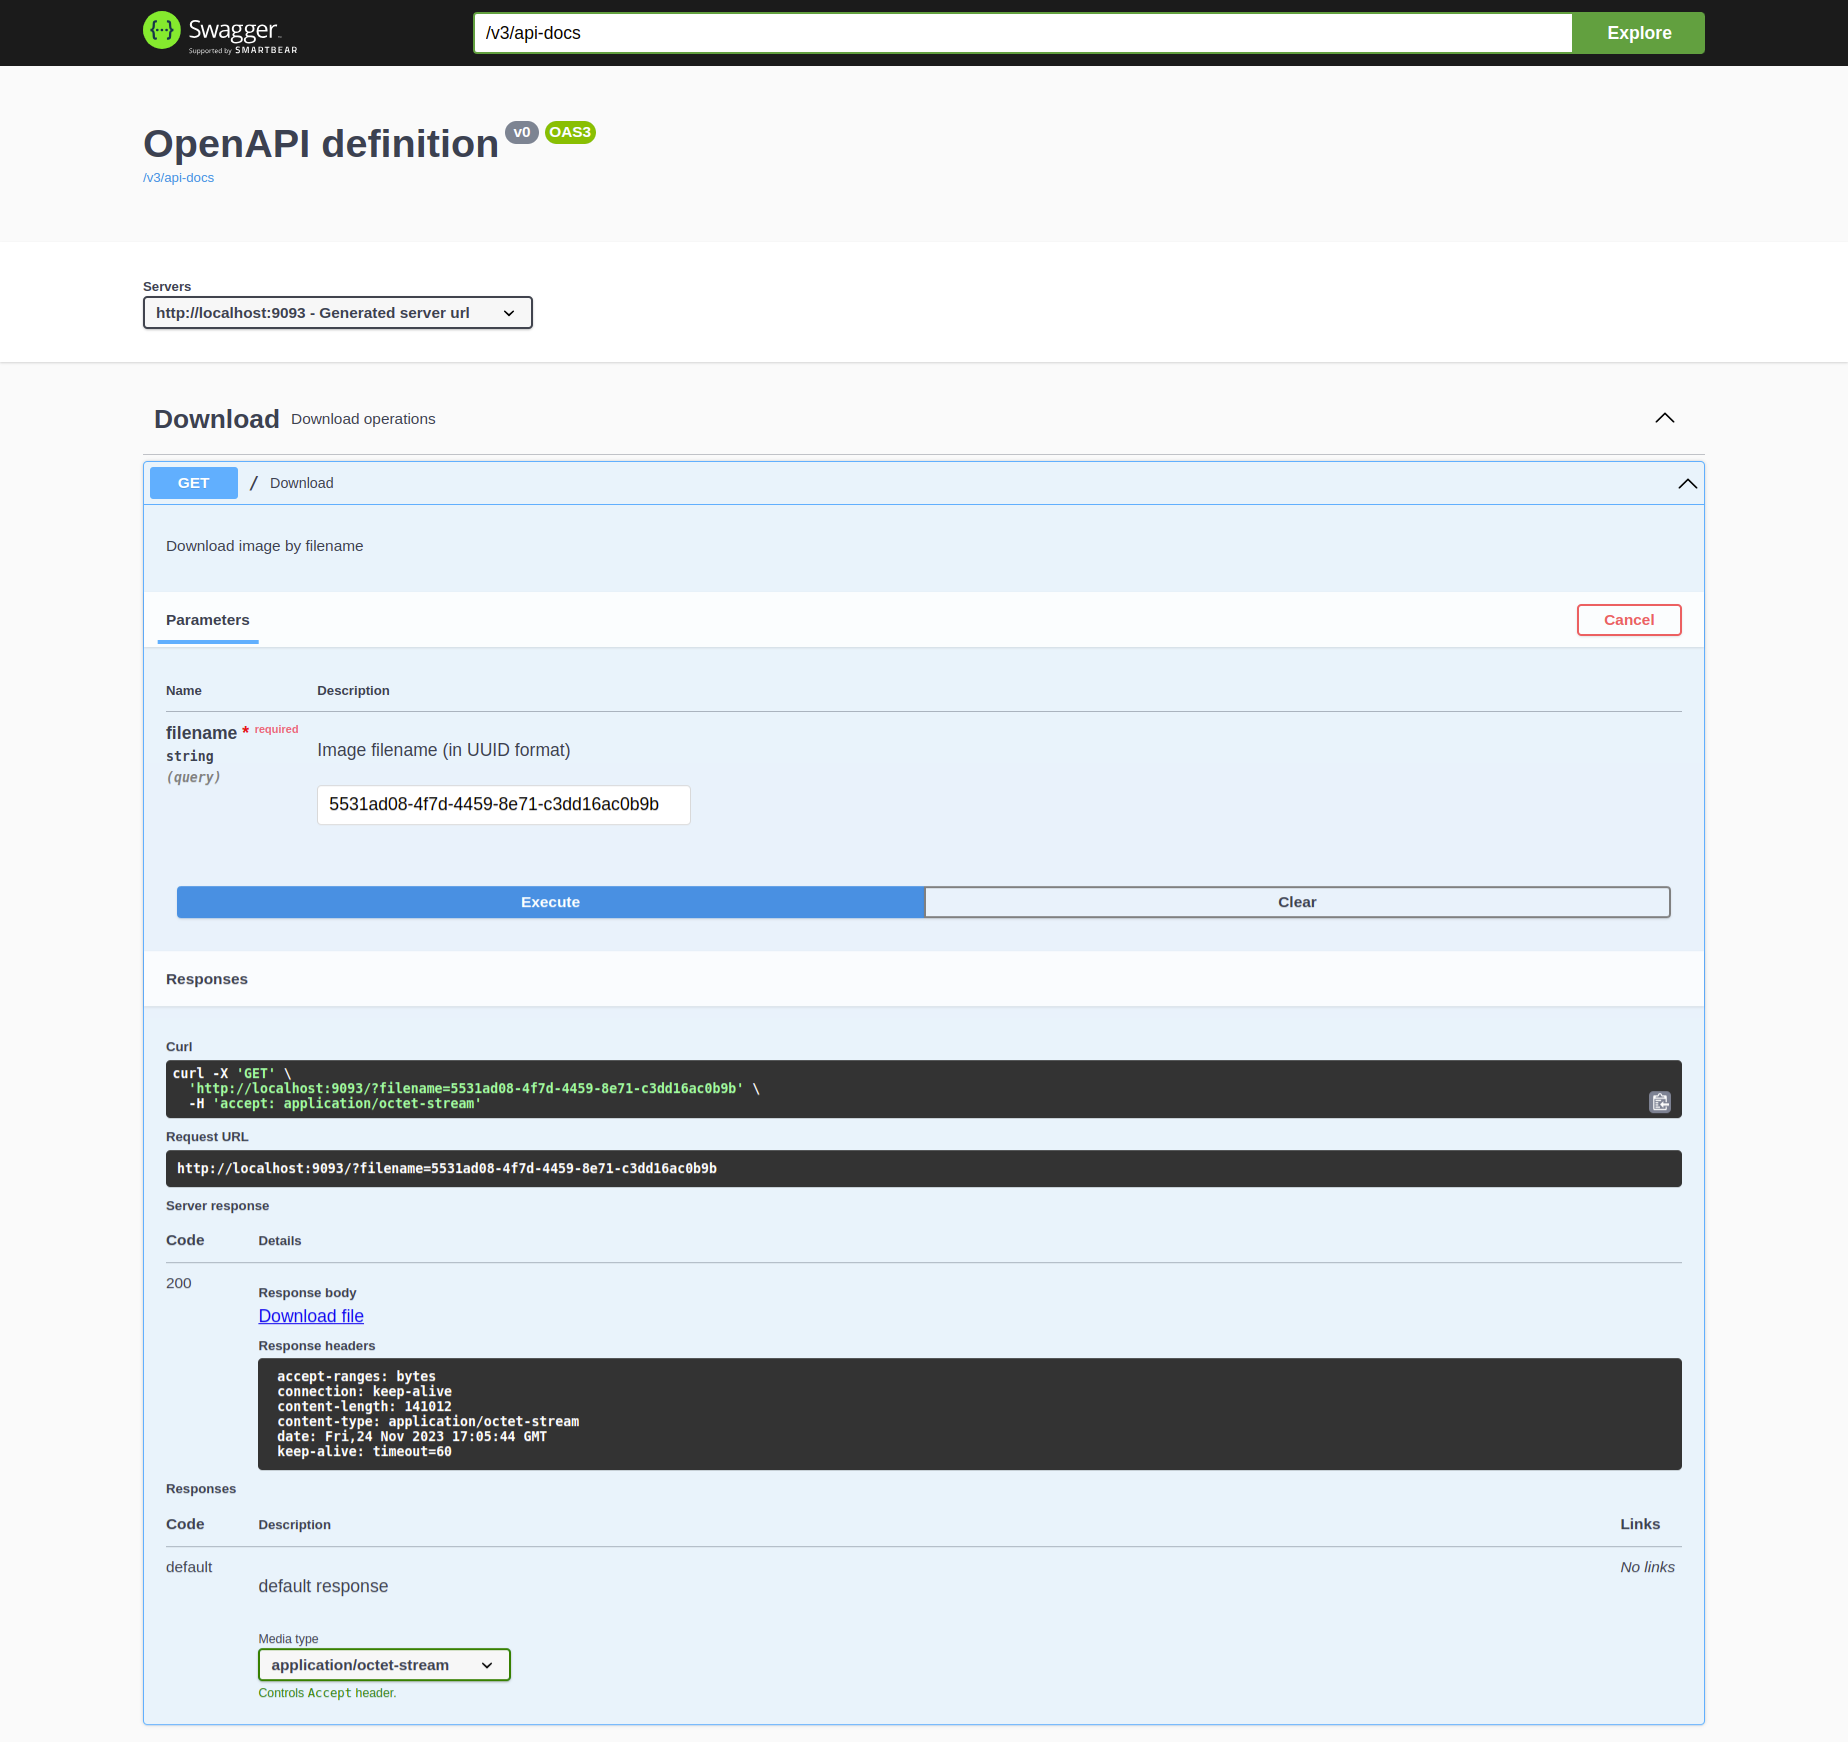 Swagger
Supported by SMARTBEAR
/v3/api-docs
Explore
OpenAPI definition v0 OAS3
/v3/api-docs
Servers
http://localhost:9093 - Generated server url
Download Download operations
GET / Download
Download image by filename
Parameters
Cancel
Name Description
filename * required
string
(query)
Image filename (in UUID format)
5531ad08-4f7d-4459-8e71-c3dd16ac0b9b
Execute Clear
Responses
Curl
curl -X 'GET' \
'http://localhost:9093/?filename=5531ad08-4f7d-4459-8e71-c3dd16ac0b9b' \
-H 'accept: application/octet-stream'
Request URL
http://localhost:9093/?filename=5531ad08-4f7d-4459-8e71-c3dd16ac0b9b
Server response
Code Details
200
Response body
Download file
Response headers
accept-ranges: bytes
connection: keep-alive
content-length: 141012
content-type: application/octet-stream
date: Fri,24 Nov 2023 17:05:44 GMT
keep-alive: timeout=60
Responses
Code Description Links
default
default response
No links
Media type
application/octet-stream
Controls Accept header.